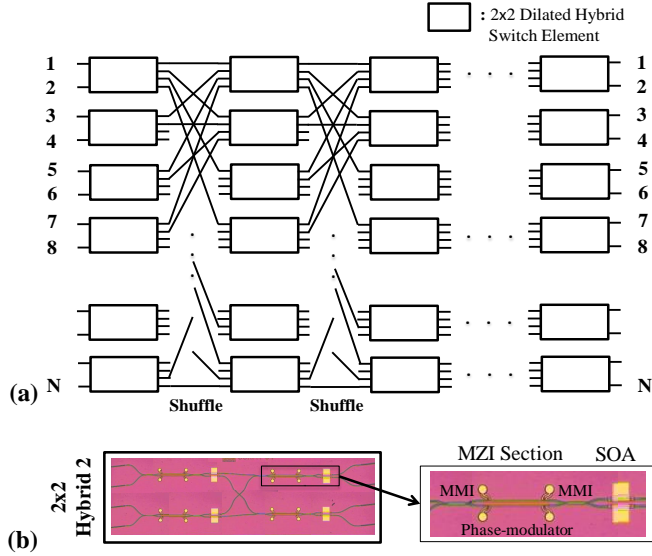 : 2x2 Dilated Hybrid
Switch Element
1
2
3
4
5
6
7
8
N
1
2
3
4
5
6
7
8
N
(a)
Shuffle
Shuffle
MZI Section
SOA
2x2
Hybrid 2
MMI
MMI
Phase-modulator
(b)